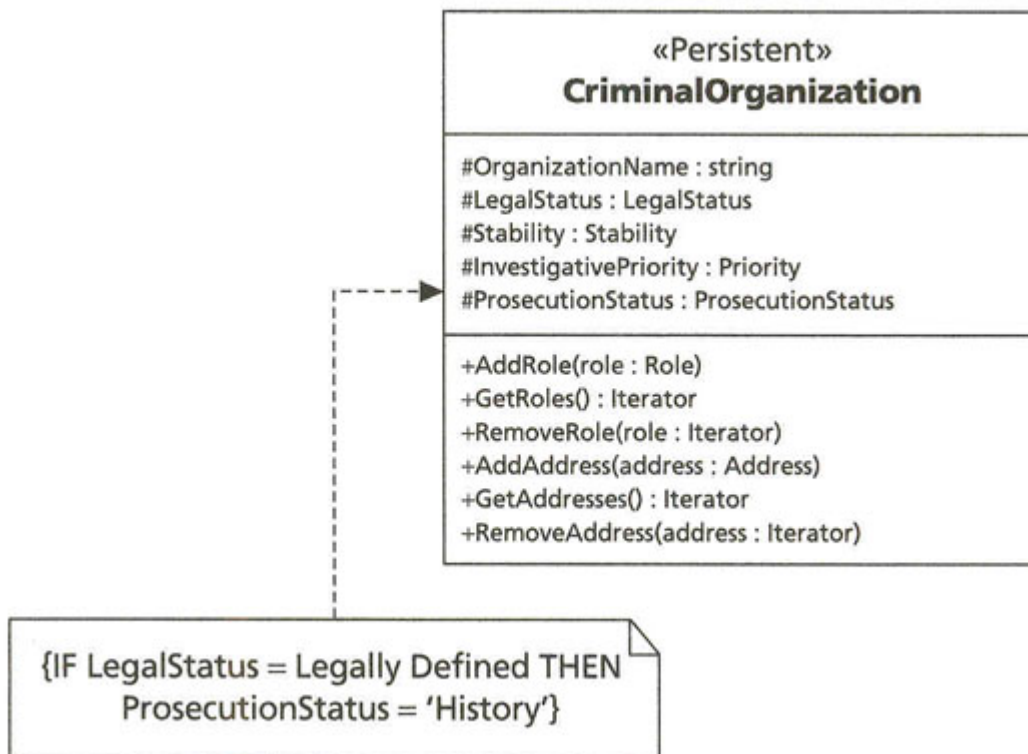 «Persistent»
CriminalOrganization
#OrganizationName : string
#LegalStatus : LegalStatus
#Stability : Stability
#InvestigativePriority : Priority
#ProsecutionStatus : ProsecutionStatus
+AddRole(role : Role)
+GetRoles() : Iterator
+RemoveRole(role : Iterator)
+AddAddress(address : Address)
+GetAddresses() : Iterator
+RemoveAddress(address : Iterator)
{IF LegalStatus = Legally Defined THEN
ProsecutionStatus = ‘History’}